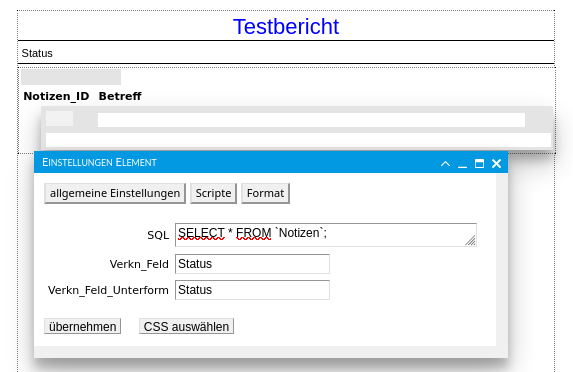 Testbericht
Status
Notizen_ID Betreff
Einstellungen Element
allgemeine Einstellungen Scripte Format
SQL SELECT * FROM `Notizen`;
Verkn_Feld Status
Verkn_Feld_Unterform Status
übernehmen CSS auswählen